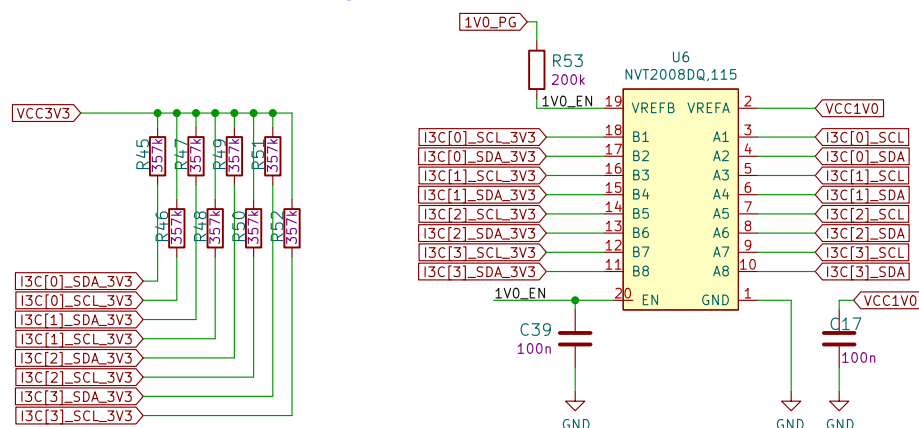 1V0_PG
R53
200k
1V0_EN
U6
NVT2008DQ,115
19 VREFB VREFA 2
VCC1V0
18 B1 A1 3
17 B2 A2 4
16 B3 A3 5
15 B4 A4 6
14 B5 A5 7
13 B6 A6 8
12 B7 A7 9
11 B8 A8 10
20 EN GND 1
I3C[0]_SCL_3V3
I3C[0]_SDA_3V3
I3C[1]_SCL_3V3
I3C[1]_SDA_3V3
I3C[2]_SCL_3V3
I3C[2]_SDA_3V3
I3C[3]_SCL_3V3
I3C[3]_SDA_3V3
I3C[0]_SCL
I3C[0]_SDA
I3C[1]_SCL
I3C[1]_SDA
I3C[2]_SCL
I3C[2]_SDA
I3C[3]_SCL
I3C[3]_SDA
1V0_EN
C39
100n
GND
GND
VCC1V0
C17
100n
GND
VCC3V3
R45
357k
R47
357k
R49
357k
R51
357k
R46
357k
R48
357k
R50
357k
R52
357k
I3C[0]_SDA_3V3
I3C[0]_SCL_3V3
I3C[1]_SDA_3V3
I3C[1]_SCL_3V3
I3C[2]_SDA_3V3
I3C[2]_SCL_3V3
I3C[3]_SDA_3V3
I3C[3]_SCL_3V3